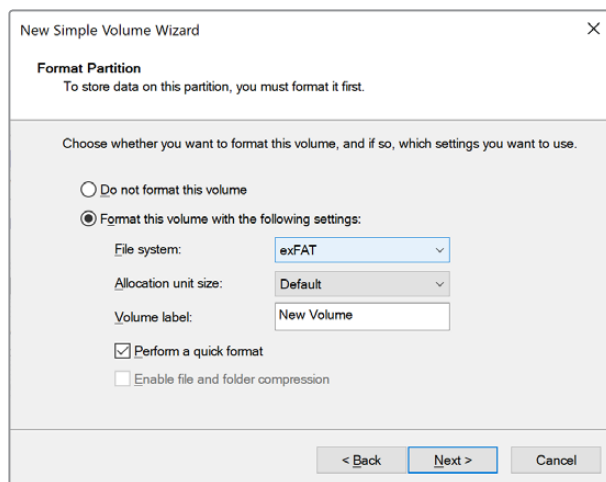 New Simple Volume Wizard
Format Partition
To store data on this partition, you must format it first.
Choose whether you want to format this volume, and if so, which settings you want to use.
Do not format this volume
Format this volume with the following settings:
File system: exFAT
Allocation unit size: Default
Volume label: New Volume
Perform a quick format
Enable file and folder compression
< Back Next > Cancel